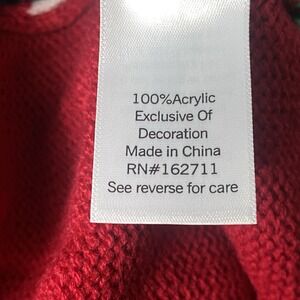 100%Acrylic
Exclusive Of
Decoration
Made in China
RN#162711
See reverse for care